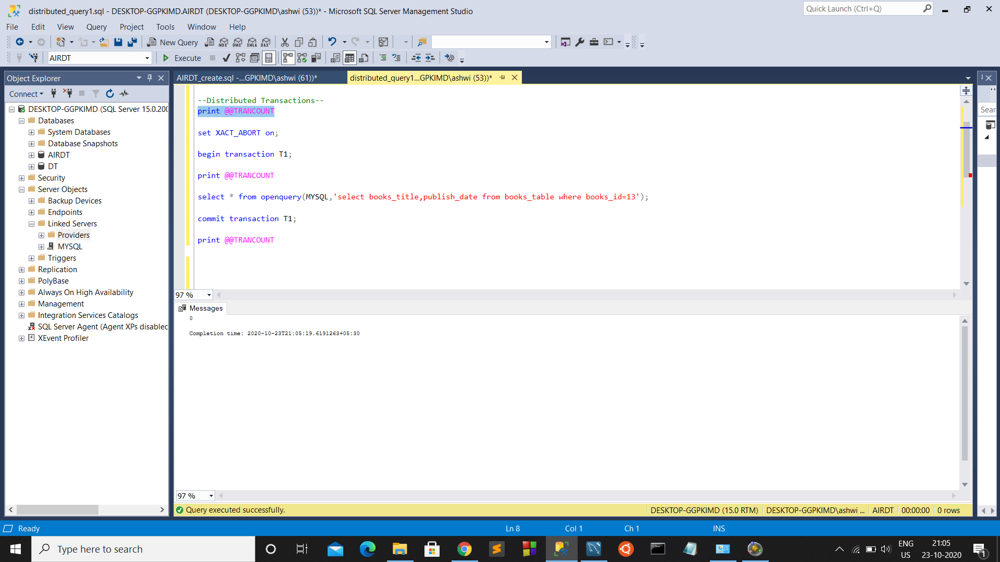 distributed_query1.sql - DESKTOP-GGPKIMD.AIRDT (DESKTOP-GGPKIMD\ashwi (53))* - Microsoft SQL Server Management Studio
Quick Launch (Ctrl+Q)
File Edit View Query Project Tools Window Help
New Query
MDX DMX XMLA DAX
AIRDT
Execute
Object Explorer
Connect
DESKTOP-GGPKIMD (SQL Server 15.0.200
Databases
System Databases
Database Snapshots
AIRDT
DT
Security
Server Objects
Backup Devices
Endpoints
Linked Servers
Providers
MYSQL
Triggers
Replication
PolyBase
Always On High Availability
Management
Integration Services Catalogs
SQL Server Agent (Agent XPs disabled
XEvent Profiler
AIRDT_create.sql -...GPKIMD\ashwi (61))*
distributed_query1...GPKIMD\ashwi (53))*
--Distributed Transactions--
print @@TRANCOUNT
set XACT_ABORT on;
begin transaction T1;
print @@TRANCOUNT
select * from openquery(MYSQL,'select books_title,publish_date from books_table where books_id=13');
commit transaction T1;
print @@TRANCOUNT
97 %
Messages
0
Completion time: 2020-10-23T21:05:19.6191263+05:30
97 %
Query executed successfully.
DESKTOP-GGPKIMD (15.0 RTM) DESKTOP-GGPKIMD\ashwi ... AIRDT 00:00:00 0 rows
Sear
Ready
Ln 8 Col 1 Ch 1 INS
Type here to search
ENG
US
21:05
23-10-2020
1